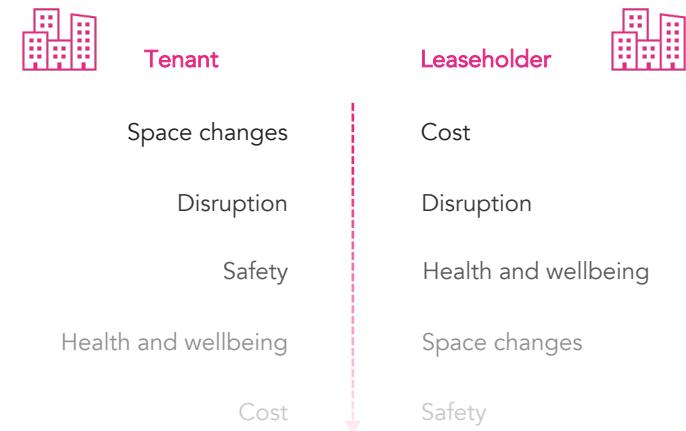 Tenant Leaseholder
Space changes Cost
Disruption Disruption
Safety Health and wellbeing
Health and wellbeing Space changes
Cost Safety